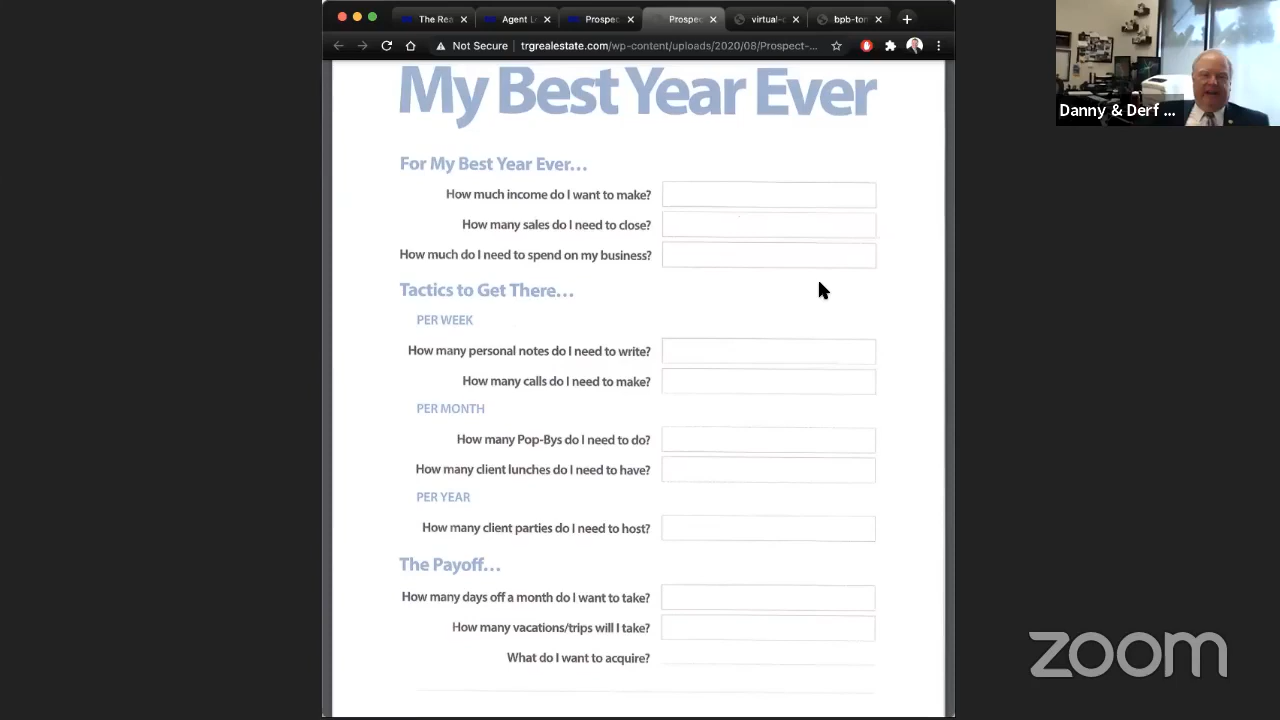 The Rea
Agent L
Prospec
Prospec
virtual-c
bpb-tor
Not Secure
trgrealestate.com/wp-content/uploads/2020/08/Prospect-...
Danny & Derf ...
My Best Year Ever
For My Best Year Ever...
How much income do I want to make?
How many sales do I need to close?
How much do I need to spend on my business?
Tactics to Get There...
PER WEEK
How many personal notes do I need to write?
How many calls do I need to make?
PER MONTH
How many Pop-Bys do I need to do?
How many client lunches do I need to have?
PER YEAR
How many client parties do I need to host?
The Payoff...
How many days off a month do I want to take?
How many vacations/trips will I take?
What do I want to acquire?
zoom